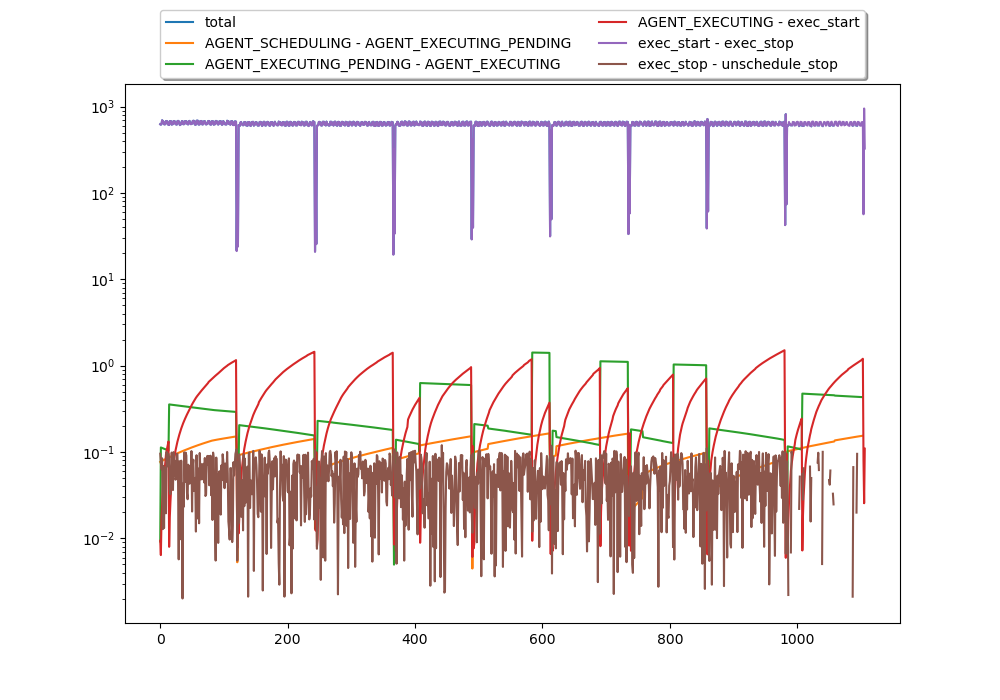 total
AGENT_SCHEDULING - AGENT_EXECUTING_PENDING
AGENT_EXECUTING_PENDING - AGENT_EXECUTING
AGENT_EXECUTING - exec_start
exec_start - exec_stop
exec_stop - unschedule_stop
10³
10²
10¹
10⁰
10⁻¹
10⁻²
0 200 400 600 800 1000